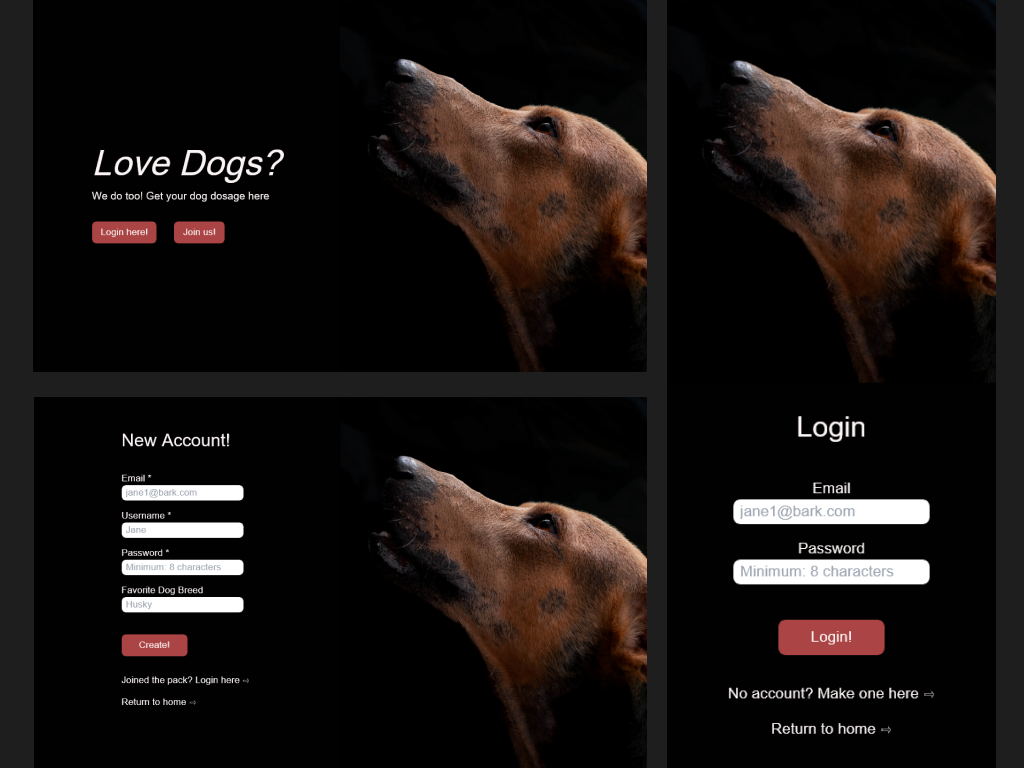 Love Dogs?
We do too! Get your dog dosage here
Login here!
Join us!
New Account!
Email *
jane1@bark.com
Username *
Jane
Password *
Minimum: 8 characters
Favorite Dog Breed
Husky
Create!
Joined the pack? Login here ⇨
Return to home ⇨
Login
Email
jane1@bark.com
Password
Minimum: 8 characters
Login!
No account? Make one here ⇨
Return to home ⇨